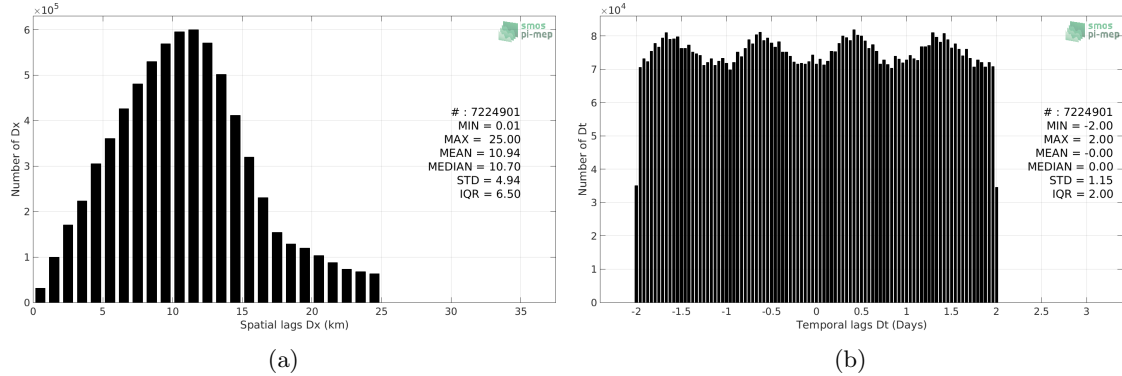 ×10⁵
6
5
4
3
2
1
0
Number of Dx
0 5 10 15 20 25 30 35
Spatial lags Dx (km)
smos
pi-mep
# : 7224901
MIN = 0.01
MAX = 25.00
MEAN = 10.94
MEDIAN = 10.70
STD = 4.94
IQR = 6.50
(a)
×10⁴
8
7
6
5
4
3
2
1
0
Number of Dt
-2 -1.5 -1 -0.5 0 0.5 1 1.5 2 2.5 3
Temporal lags Dt (Days)
smos
pi-mep
# : 7224901
MIN = -2.00
MAX = 2.00
MEAN = -0.00
MEDIAN = 0.00
STD = 1.15
IQR = 2.00
(b)